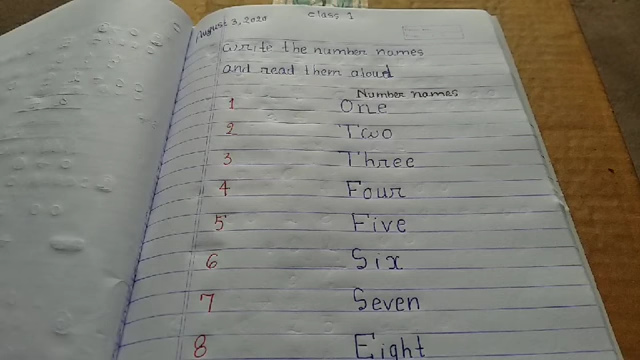 August 3, 2020
Class 1
Write the number names
and read them aloud
Number names
1 One
2 Two
3 Three
4 Four
5 Five
6 Six
7 Seven
8 Eight